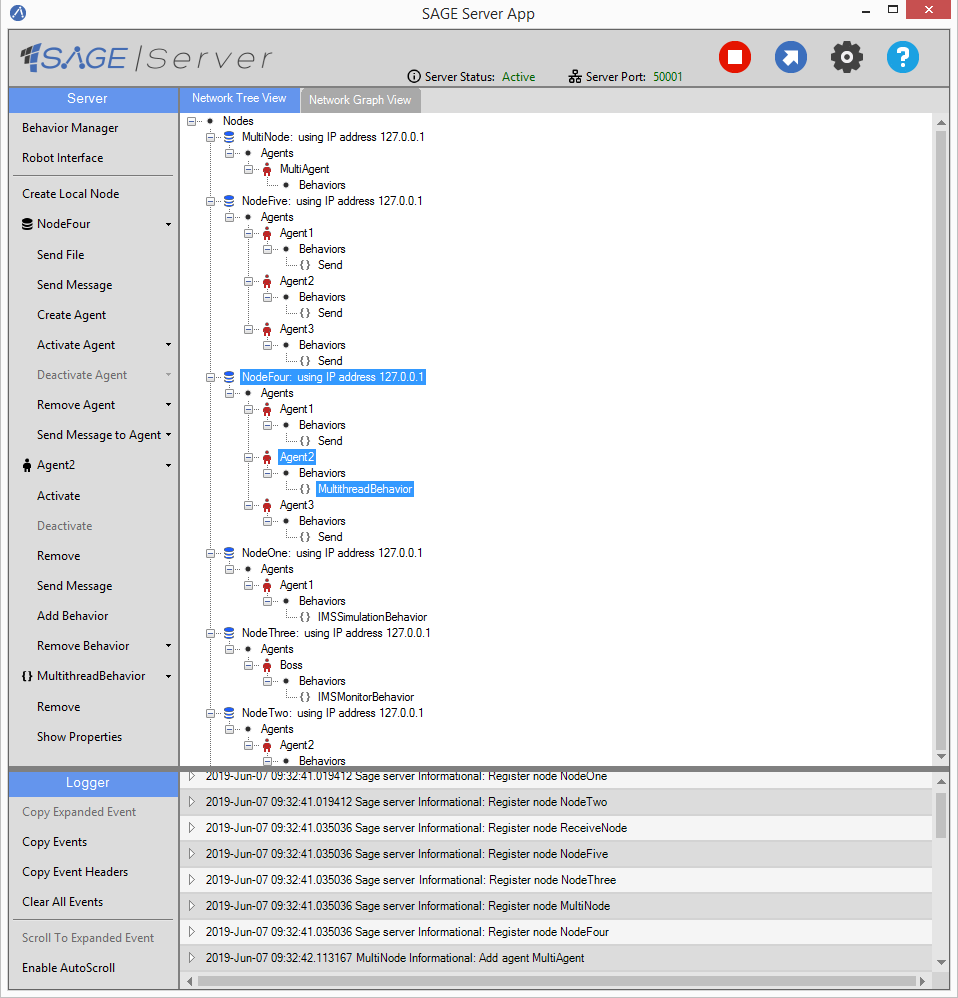 SAGE Server App
SAGE | Server
Server Status: Active
Server Port: 50001
Server
Behavior Manager
Robot Interface
Create Local Node
NodeFour
Send File
Send Message
Create Agent
Activate Agent
Deactivate Agent
Remove Agent
Send Message to Agent
Agent2
Activate
Deactivate
Remove
Send Message
Add Behavior
Remove Behavior
{} MultithreadBehavior
Remove
Show Properties
Network Tree View
Network Graph View
Nodes
MultiNode: using IP address 127.0.0.1
Agents
MultiAgent
Behaviors
NodeFive: using IP address 127.0.0.1
Agents
Agent1
Behaviors
{} Send
Agent2
Behaviors
{} Send
Agent3
Behaviors
{} Send
NodeFour: using IP address 127.0.0.1
Agents
Agent1
Behaviors
{} Send
Agent2
Behaviors
{} MultithreadBehavior
Agent3
Behaviors
{} Send
NodeOne: using IP address 127.0.0.1
Agents
Agent1
Behaviors
{} IMSSimulationBehavior
NodeThree: using IP address 127.0.0.1
Agents
Boss
Behaviors
{} IMSMonitorBehavior
NodeTwo: using IP address 127.0.0.1
Agents
Agent2
Behaviors
Logger
Copy Expanded Event
Copy Events
Copy Event Headers
Clear All Events
Scroll To Expanded Event
Enable AutoScroll
2019-Jun-07 09:32:41.019412 Sage server Informational: Register node NodeOne
2019-Jun-07 09:32:41.019412 Sage server Informational: Register node NodeTwo
2019-Jun-07 09:32:41.035036 Sage server Informational: Register node ReceiveNode
2019-Jun-07 09:32:41.035036 Sage server Informational: Register node NodeFive
2019-Jun-07 09:32:41.035036 Sage server Informational: Register node NodeThree
2019-Jun-07 09:32:41.035036 Sage server Informational: Register node MultiNode
2019-Jun-07 09:32:41.035036 Sage server Informational: Register node NodeFour
2019-Jun-07 09:32:42.113167 MultiNode Informational: Add agent MultiAgent